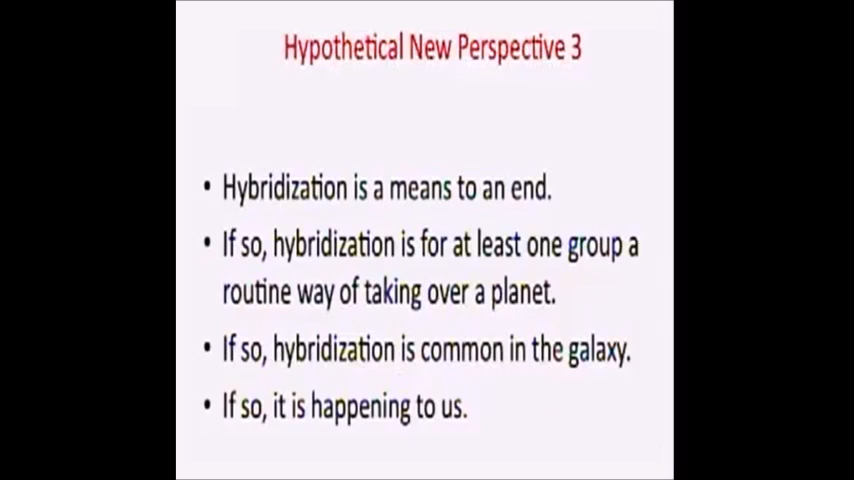 Hypothetical New Perspective 3
• Hybridization is a means to an end.
• If so, hybridization is for at least one group a
routine way of taking over a planet.
• If so, hybridization is common in the galaxy.
• If so, it is happening to us.